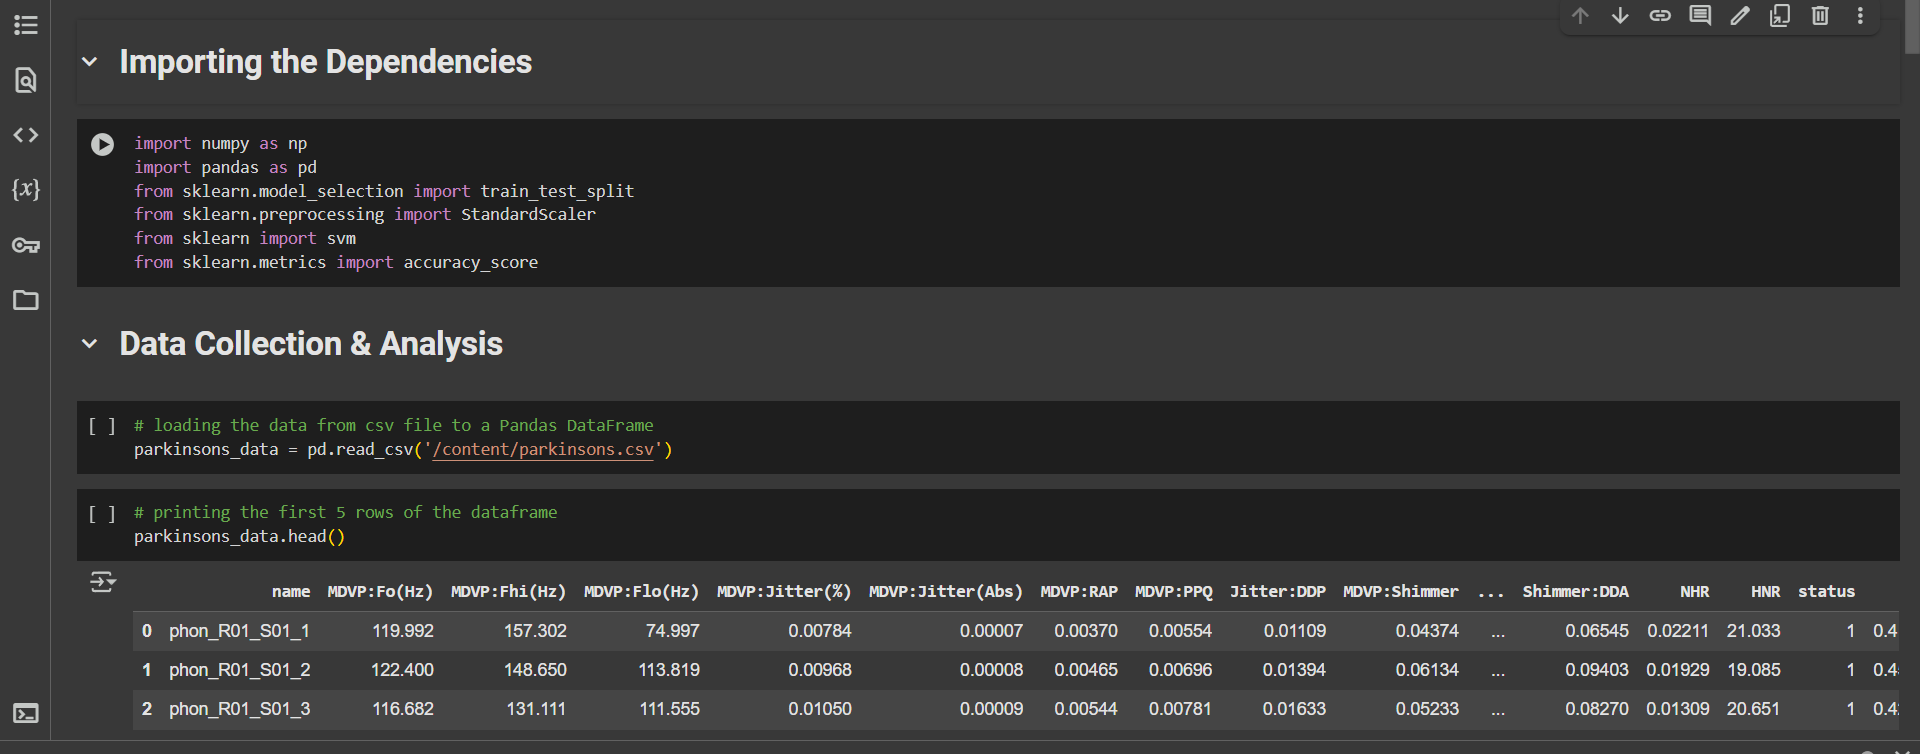 Importing the Dependencies
import numpy as np
import pandas as pd
from sklearn.model_selection import train_test_split
from sklearn.preprocessing import StandardScaler
from sklearn import svm
from sklearn.metrics import accuracy_score
Data Collection & Analysis
[ ] # loading the data from csv file to a Pandas DataFrame
parkinsons_data = pd.read_csv('/content/parkinsons.csv')
[ ] # printing the first 5 rows of the dataframe
parkinsons_data.head()
name MDVP:Fo(Hz) MDVP:Fhi(Hz) MDVP:Flo(Hz) MDVP:Jitter(%) MDVP:Jitter(Abs) MDVP:RAP MDVP:PPQ Jitter:DDP MDVP:Shimmer ... Shimmer:DDA NHR HNR status
0 phon_R01_S01_1 119.992 157.302 74.997 0.00784 0.00007 0.00370 0.00554 0.01109 0.04374 ... 0.06545 0.02211 21.033 1 0.4
1 phon_R01_S01_2 122.400 148.650 113.819 0.00968 0.00008 0.00465 0.00696 0.01394 0.06134 ... 0.09403 0.01929 19.085 1 0.4
2 phon_R01_S01_3 116.682 131.111 111.555 0.01050 0.00009 0.00544 0.00781 0.01633 0.05233 ... 0.08270 0.01309 20.651 1 0.4